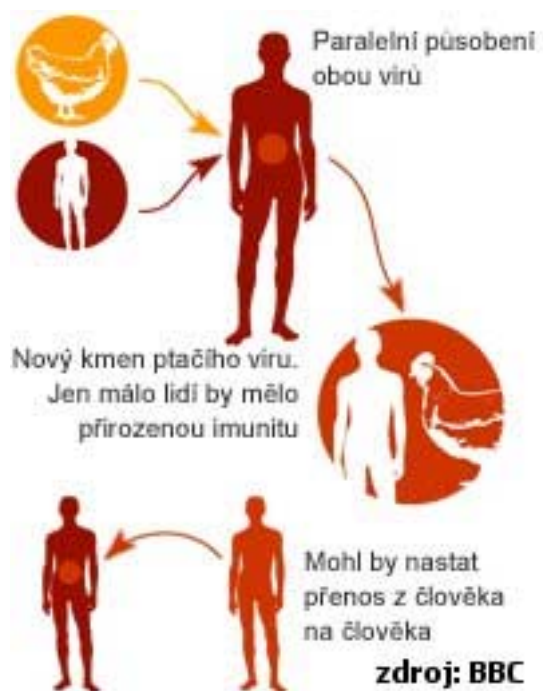 Paralelní působení
obou virů
Nový kmen ptačího viru.
Jen málo lidí by mělo
přirozenou imunitu
Mohl by nastat
přenos z člověka
na člověka
zdroj: BBC